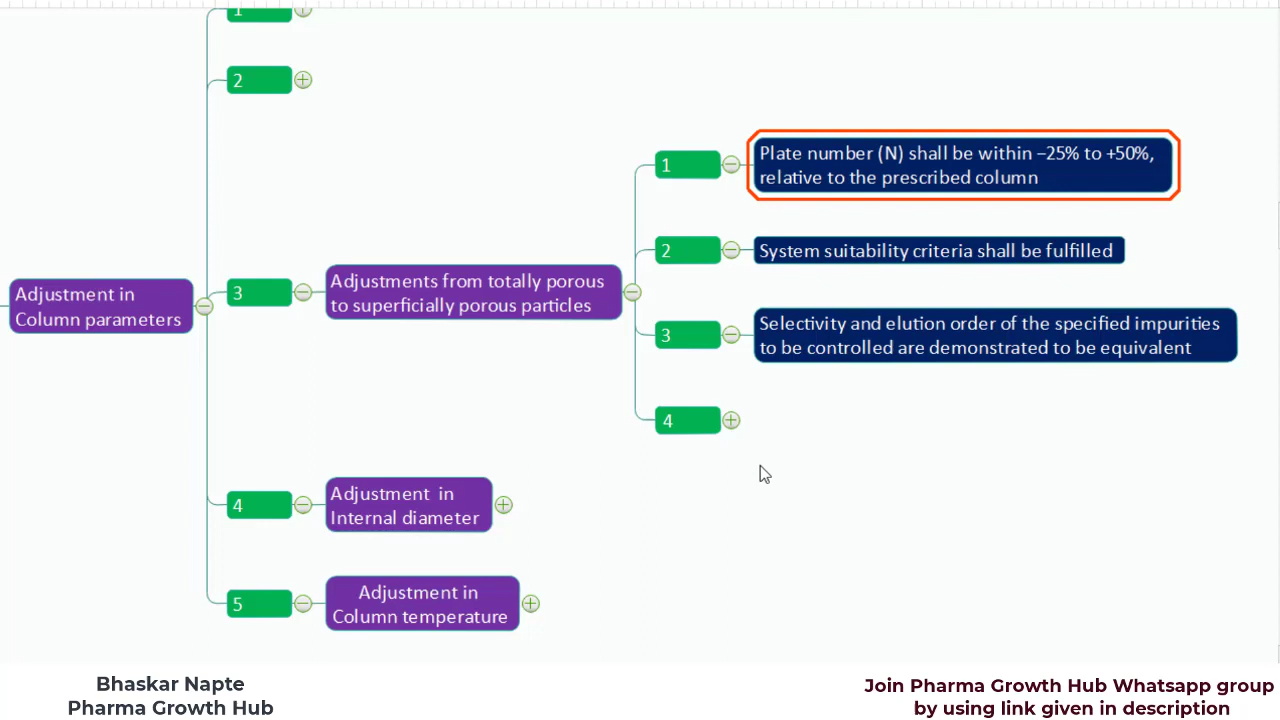 1
2
1
Plate number (N) shall be within –25% to +50%,
relative to the prescribed column
2
System suitability criteria shall be fulfilled
Adjustment in
Column parameters
3
Adjustments from totally porous
to superficially porous particles
3
Selectivity and elution order of the specified impurities
to be controlled are demonstrated to be equivalent
4
4
Adjustment in
Internal diameter
5
Adjustment in
Column temperature
Bhaskar Napte
Pharma Growth Hub
Join Pharma Growth Hub Whatsapp group
by using link given in description